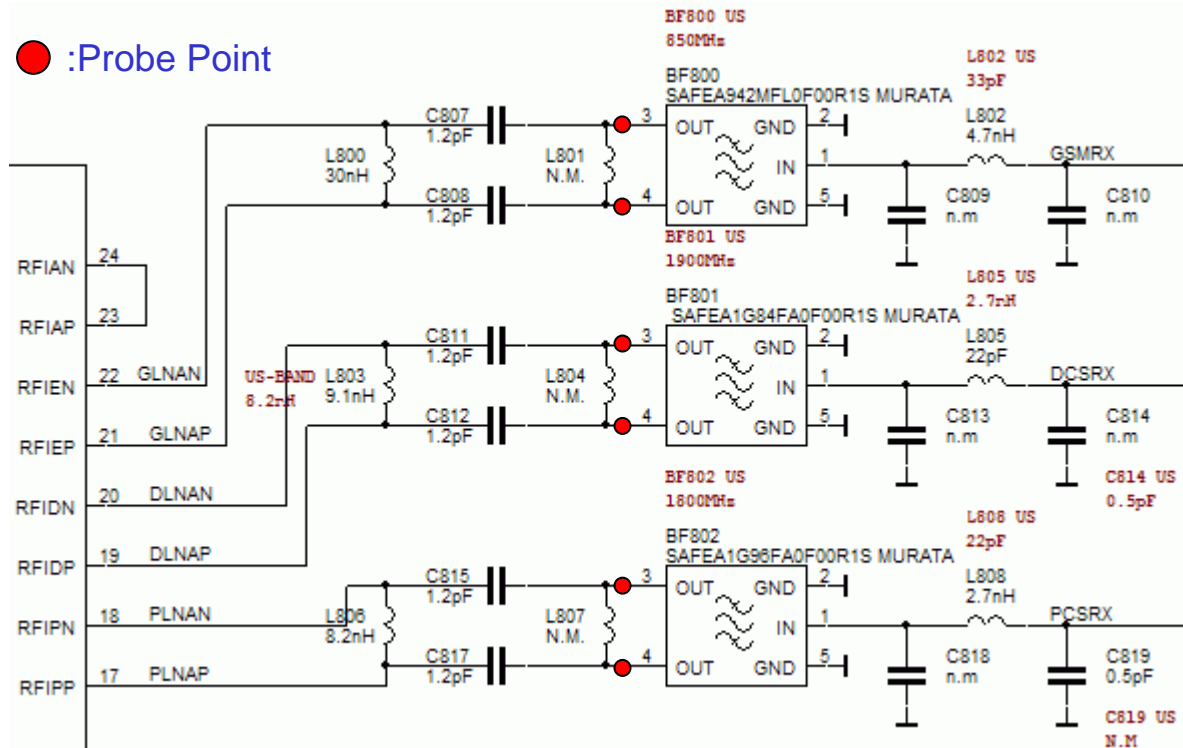 :Probe Point
BF800 US
850MHz
BF800
SAFEA942MFL0F00R1S MURATA
L802 US
33pF
L802
4.7nH
GSMRX
C807
1.2pF
L800
30nH
C808
1.2pF
L801
N.M.
3
OUT
GND
2
IN
1
4
OUT
GND
5
C809
n.m
C810
n.m
BF801 US
1900MHz
BF801
SAFEA1G84FA0F00R1S MURATA
L805 US
2.7nH
L805
22pF
DCSRX
RFIAN
24
RFIAP
23
RFIEN
22
GLNAN
RFIEP
21
GLNAP
RFIDN
20
DLNAN
RFIDP
19
DLNAP
RFIPN
18
PLNAN
RFIPP
17
PLNAP
US-BAND
8.2nH
C811
1.2pF
L803
9.1nH
C812
1.2pF
L804
N.M.
3
OUT
GND
2
IN
1
4
OUT
GND
5
C813
n.m
C814
n.m
C814 US
0.5pF
BF802 US
1800MHz
BF802
SAFEA1G96FA0F00R1S MURATA
L808 US
22pF
L808
2.7nH
PCSRX
C815
1.2pF
L806
8.2nH
C817
1.2pF
L807
N.M.
3
OUT
GND
2
IN
1
4
OUT
GND
5
C818
n.m
C819
0.5pF
C819 US
N.M